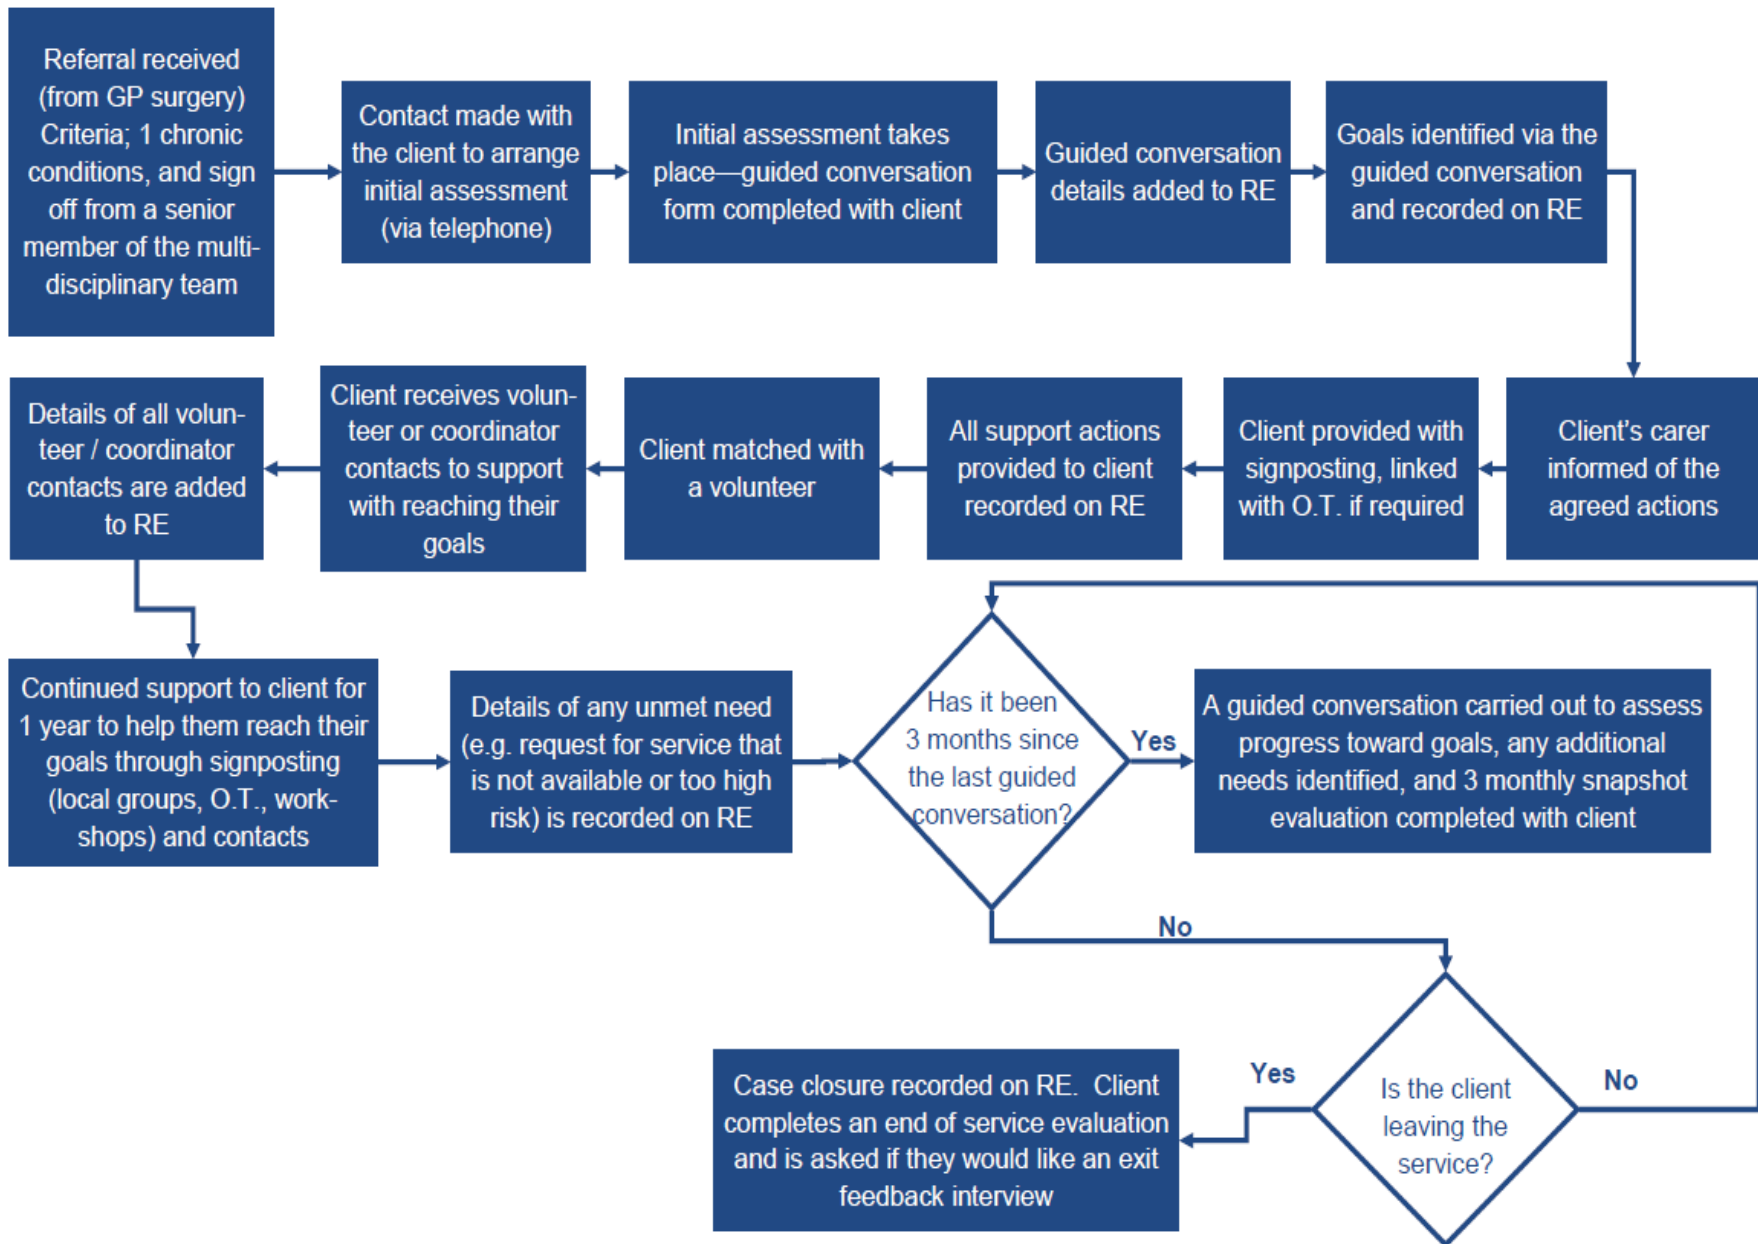 Referral received
(from GP surgery)
Criteria; 1 chronic
conditions, and sign
off from a senior
member of the multi-
disciplinary team
Contact made with
the client to arrange
initial assessment
(via telephone)
Initial assessment takes
place—guided conversation
form completed with client
Guided conversation
details added to RE
Goals identified via the
guided conversation
and recorded on RE
Client's carer
informed of the
agreed actions
Client provided with
signposting, linked
with O.T. if required
All support actions
provided to client
recorded on RE
Client matched with
a volunteer
Client receives volun-
teer or coordinator
contacts to support
with reaching their
goals
Details of all volun-
teer / coordinator
contacts are added
to RE
Continued support to client for
1 year to help them reach their
goals through signposting
(local groups, O.T., work-
shops) and contacts
Details of any unmet need
(e.g. request for service that
is not available or too high
risk) is recorded on RE
Has it been
3 months since
the last guided
conversation?
Yes
A guided conversation carried out to assess
progress toward goals, any additional
needs identified, and 3 monthly snapshot
evaluation completed with client
No
Is the client
leaving the
service?
Yes
No
Case closure recorded on RE.  Client
completes an end of service evaluation
and is asked if they would like an exit
feedback interview